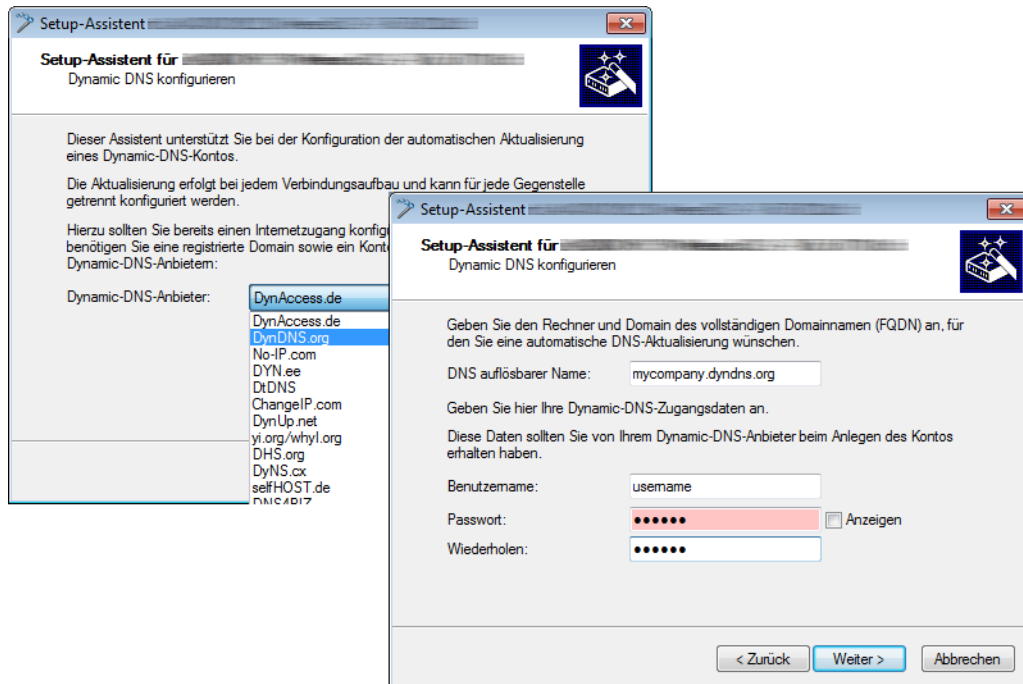 Setup-Assistent
Setup-Assistent für
Dynamic DNS konfigurieren
Dieser Assistent unterstützt Sie bei der Konfiguration der automatischen Aktualisierung
eines Dynamic-DNS-Kontos.
Die Aktualisierung erfolgt bei jedem Verbindungsaufbau und kann für jede Gegenstelle
getrennt konfiguriert werden.
Hierzu sollten Sie bereits einen Internetzugang
benötigen Sie eine registrierte Domain sowie ein
Dynamic-DNS-Anbietern:
Dynamic-DNS-Anbieter:
DynAccess.de
DynAccess.de
DynDNS.org
No-IP.com
DYN.ee
DtDNS
ChangeIP.com
DynUp.net
yi.org/whyI.org
DHS.org
DyNS.cx
selfHOST.de
DNS4BIZ
Setup-Assistent
Setup-Assistent für
Dynamic DNS konfigurieren
Geben Sie den Rechner und Domain des vollständigen Domainnamen (FQDN) an, für
den Sie eine automatische DNS-Aktualisierung wünschen.
DNS auflösbarer Name: mycompany.dyndns.org
Geben Sie hier Ihre Dynamic-DNS-Zugangsdaten an.
Diese Daten sollten Sie von Ihrem Dynamic-DNS-Anbieter beim Anlegen des Kontos
erhalten haben.
Benutzername: username
Passwort: ●●●●●● Anzeigen
Wiederholen: ●●●●●●
< Zurück Weiter > Abbrechen